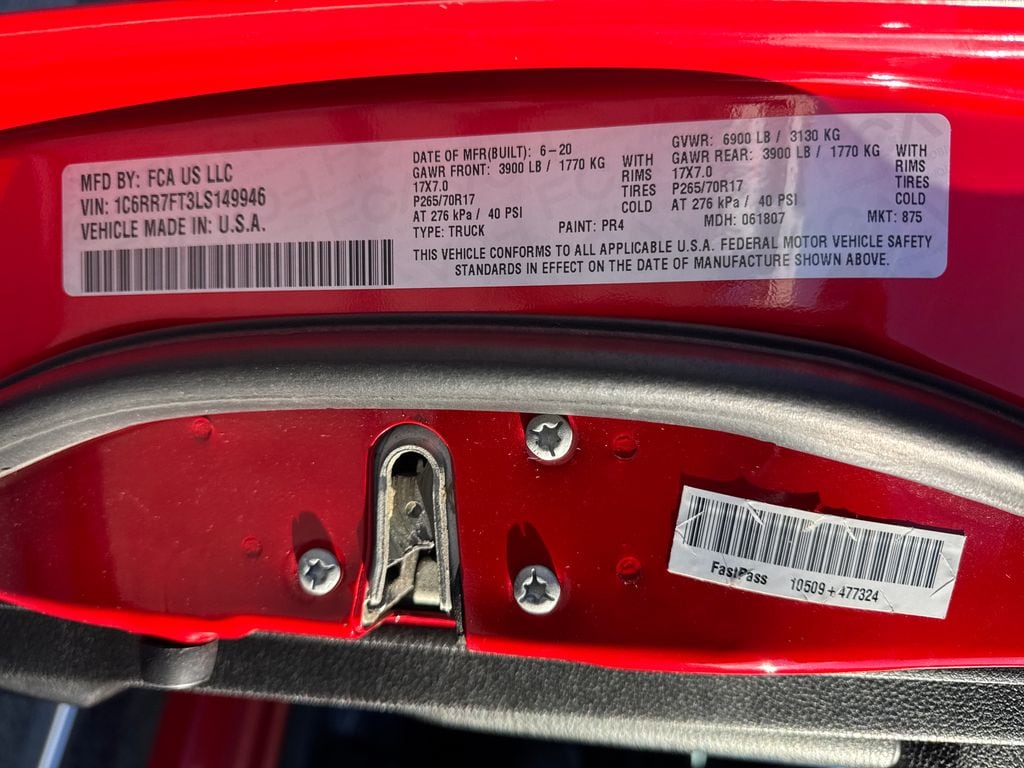 MFD BY: FCA US LLC
VIN: 1C6RR7FT3LS149946
VEHICLE MADE IN: U.S.A.
DATE OF MFR(BUILT): 6-20
GAWR FRONT: 3900 LB / 1770 KG WITH
17X7.0 RIMS
P265/70R17 TIRES
AT 276 kPa / 40 PSI COLD
TYPE: TRUCK PAINT: PR4
GVWR: 6900 LB / 3130 KG
GAWR REAR: 3900 LB / 1770 KG WITH
17X7.0 RIMS
P265/70R17 TIRES
AT 276 kPa / 40 PSI COLD
MDH: 061807 MKT: 875
THIS VEHICLE CONFORMS TO ALL APPLICABLE U.S.A. FEDERAL MOTOR VEHICLE SAFETY
STANDARDS IN EFFECT ON THE DATE OF MANUFACTURE SHOWN ABOVE.
FastPass 10509 + 477324